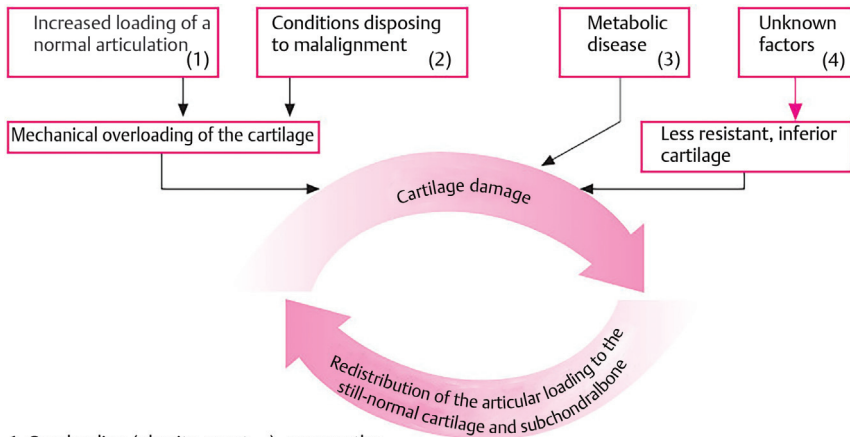 Increased loading of a
normal articulation
(1)
Conditions disposing
to malalignment
(2)
Metabolic
disease
(3)
Unknown
factors
(4)
Mechanical overloading of the cartilage
Less resistant, inferior
cartilage
Cartilage damage
Redistribution of the articular loading to the
still-normal cartilage and subchondralbone